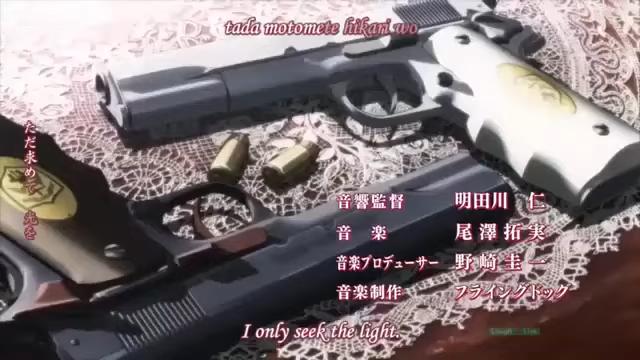 tada motomete hikari wo
ただ求めて 光を
音響監督 明田川 仁
音楽 尾澤拓実
音楽プロデューサー 野崎圭一
音楽制作 フライングドッグ
I only seek the light.